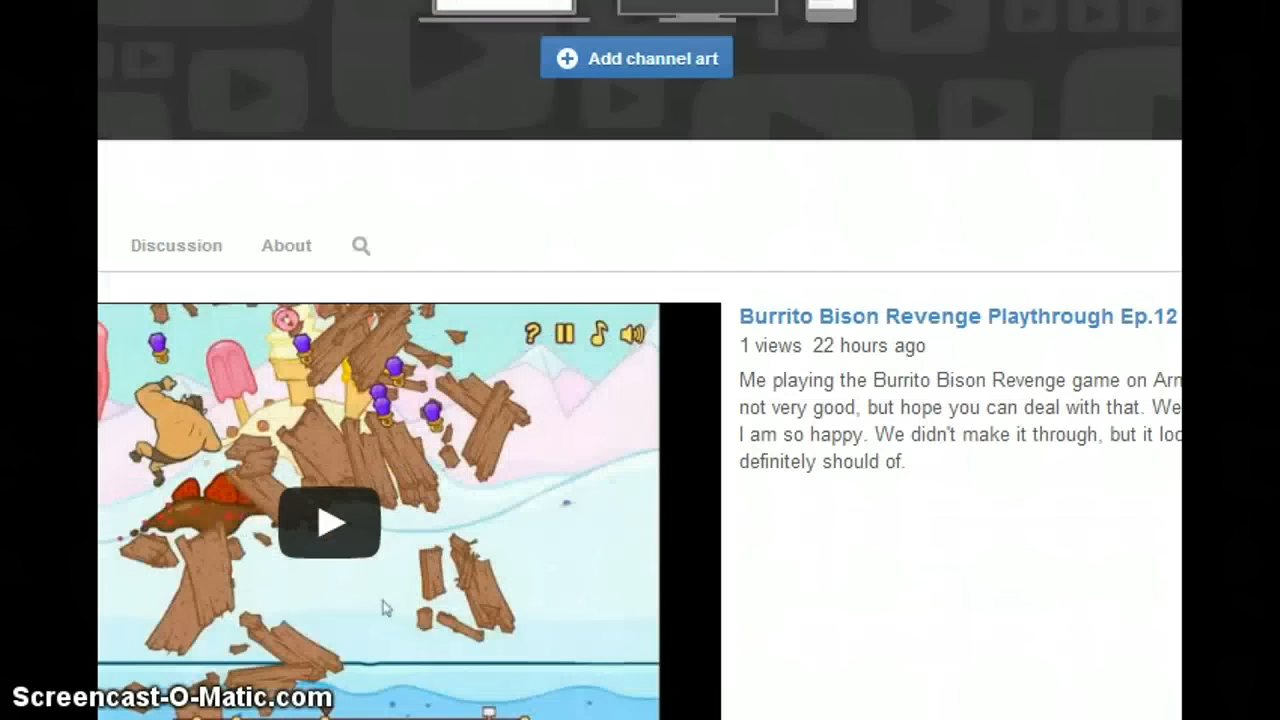 Add channel art
Discussion About
Burrito Bison Revenge Playthrough Ep.12
1 views 22 hours ago
Me playing the Burrito Bison Revenge game on
not very good, but hope you can deal with that. We
I am so happy. We didn't make it through, but it
definitely should of.
Screencast-O-Matic.com